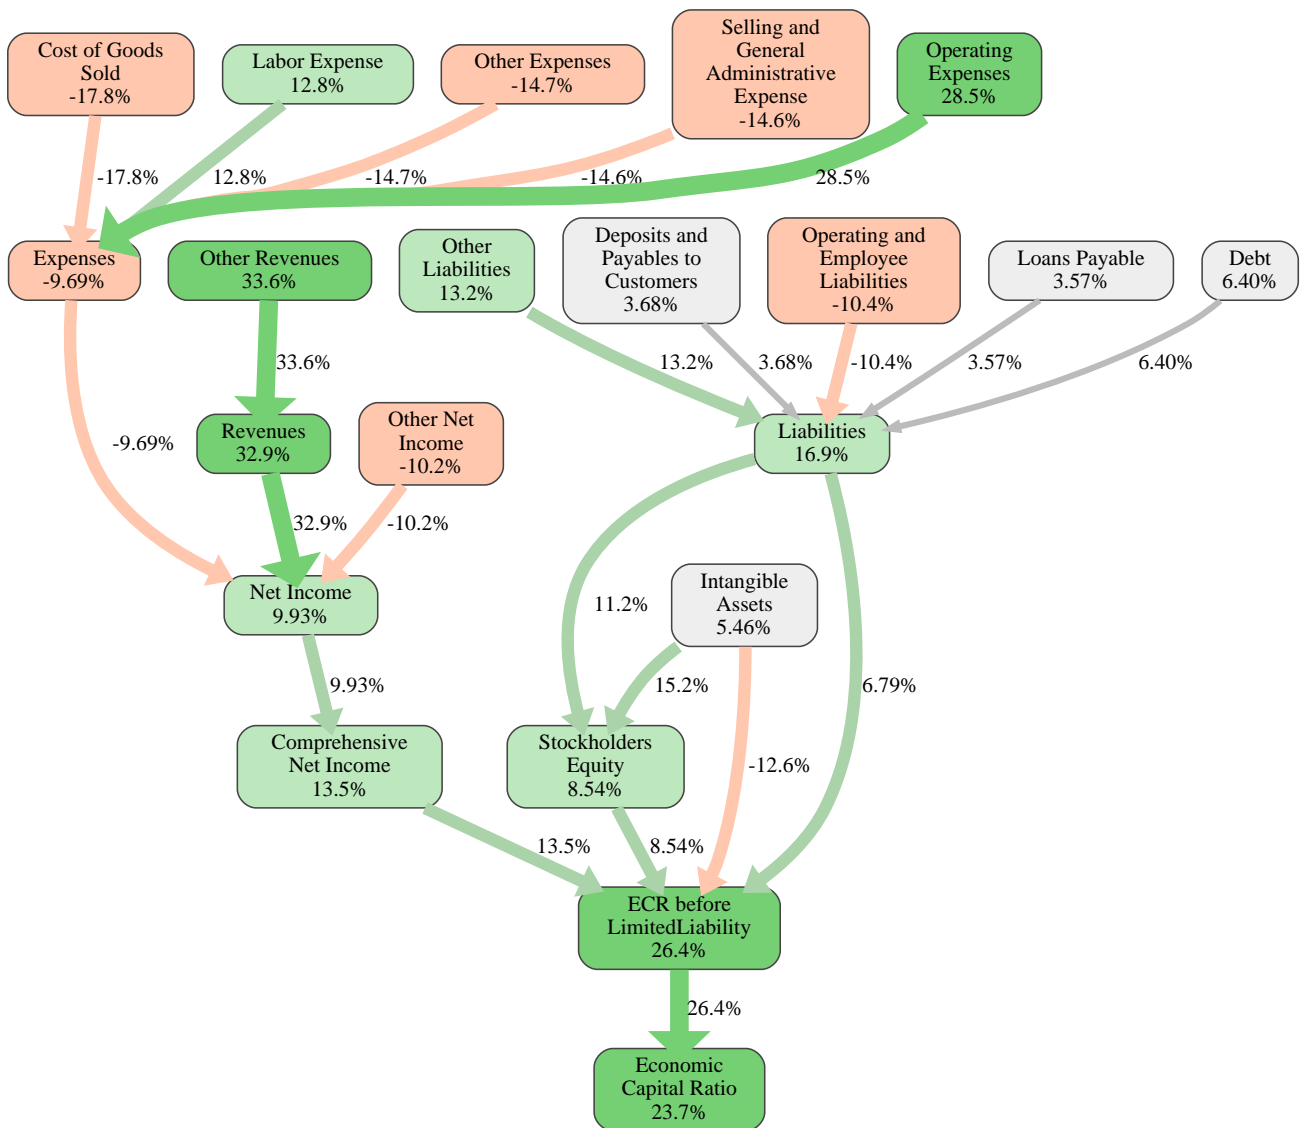 Cost of Goods
Sold
-17.8%
Labor Expense
12.8%
Other Expenses
-14.7%
Selling and
General
Administrative
Expense
-14.6%
Operating
Expenses
28.5%
-17.8%
12.8%
-14.7%
-14.6%
28.5%
Expenses
-9.69%
Other Revenues
33.6%
Other
Liabilities
13.2%
Deposits and
Payables to
Customers
3.68%
Operating and
Employee
Liabilities
-10.4%
Loans Payable
3.57%
Debt
6.40%
33.6%
13.2%
3.68%
-10.4%
3.57%
6.40%
-9.69%
Revenues
32.9%
Other Net
Income
-10.2%
Liabilities
16.9%
32.9%
-10.2%
Net Income
9.93%
11.2%
Intangible
Assets
5.46%
9.93%
15.2%
6.79%
Comprehensive
Net Income
13.5%
Stockholders
Equity
8.54%
-12.6%
13.5%
8.54%
ECR before
LimitedLiability
26.4%
26.4%
Economic
Capital Ratio
23.7%